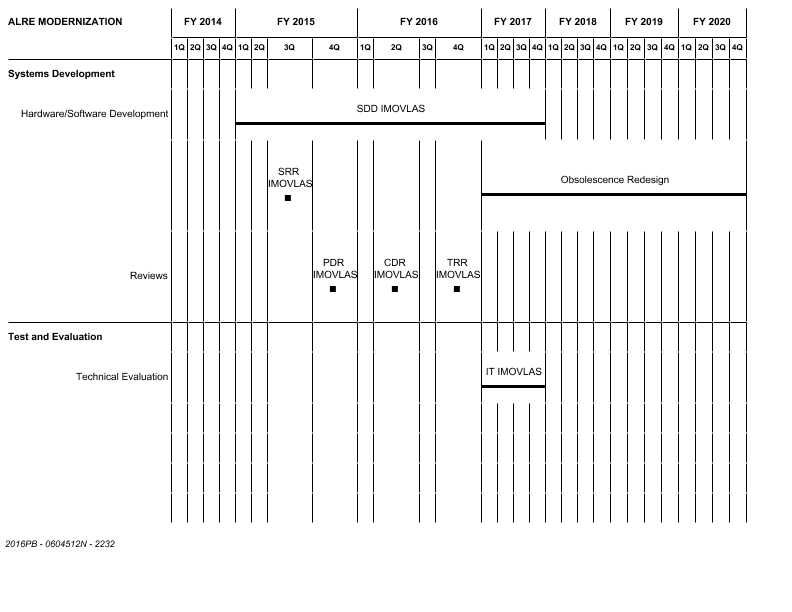 ALRE MODERNIZATION FY 2014 FY 2015 FY 2016 FY 2017 FY 2018 FY 2019 FY 2020
1Q 2Q 3Q 4Q 1Q 2Q 3Q 4Q 1Q 2Q 3Q 4Q 1Q 2Q 3Q 4Q 1Q 2Q 3Q 4Q 1Q 2Q 3Q 4Q 1Q 2Q 3Q 4Q
Systems Development
SDD IMOVLAS
Hardware/Software Development
SRR
IMOVLAS
Obsolescence Redesign
PDR CDR TRR
IMOVLAS IMOVLAS IMOVLAS
Reviews
Test and Evaluation
IT IMOVLAS
Technical Evaluation
2016PB - 0604512N - 2232